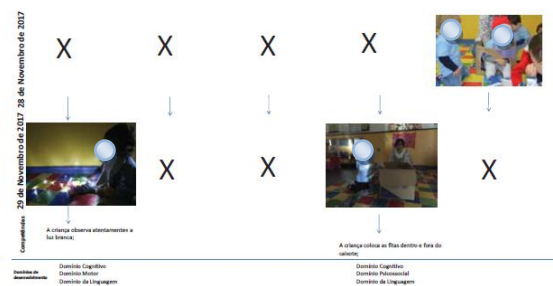 28 de Novembro de 2017
X X X X
29 de Novembro de 2017
X X X
Competências
A criança observa atentamentes a
luz branca;
A criança coloca as fitas dentro e fora do
caixote;
Domínios de
desenvolvimento
Domínio Cognitivo
Domínio Motor
Domínio da Linguagem
Domínio Cognitivo
Domínio Psicossocial
Domínio da Linguagem